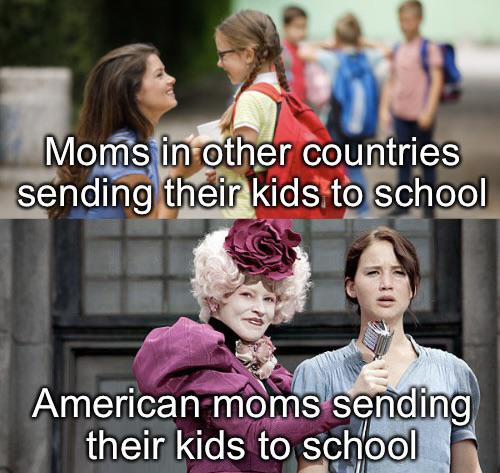 Moms in other countries
sending their kids to school
American moms sending
their kids to school